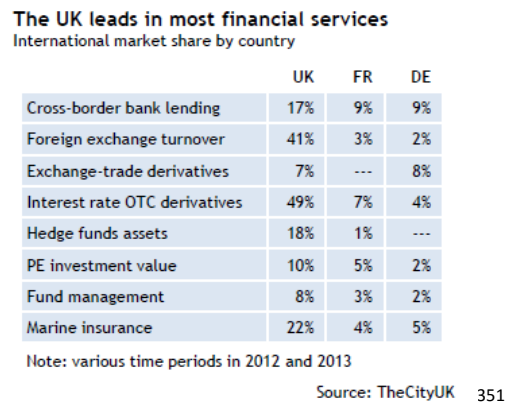 The UK leads in most financial services
International market share by country
UK FR DE
Cross-border bank lending 17% 9% 9%
Foreign exchange turnover 41% 3% 2%
Exchange-trade derivatives 7% --- 8%
Interest rate OTC derivatives 49% 7% 4%
Hedge funds assets 18% 1% ---
PE investment value 10% 5% 2%
Fund management 8% 3% 2%
Marine insurance 22% 4% 5%
Note: various time periods in 2012 and 2013
Source: TheCityUK 351